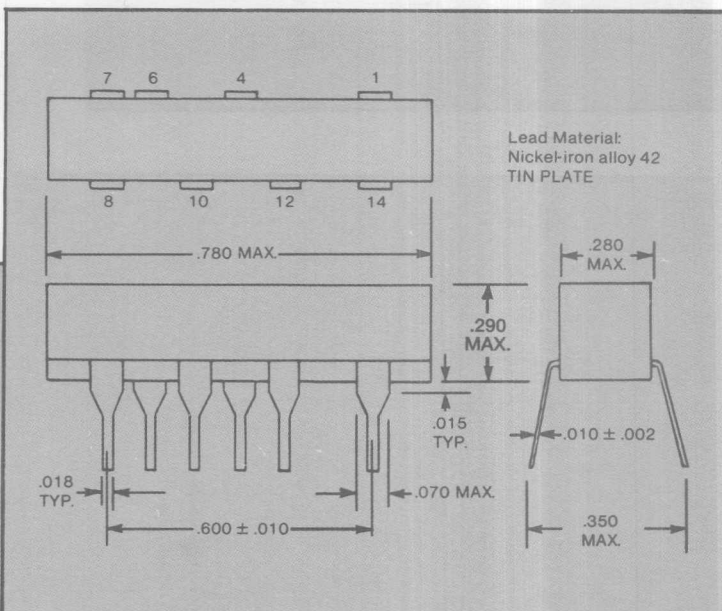 7 6 4 1
Lead Material:
Nickel-iron alloy 42
TIN PLATE
8 10 12 14
.780 MAX.
.280
MAX.
.290
MAX.
.015
TYP.
.010 ± .002
.018
TYP.
.070 MAX.
.600 ± .010
.350
MAX.